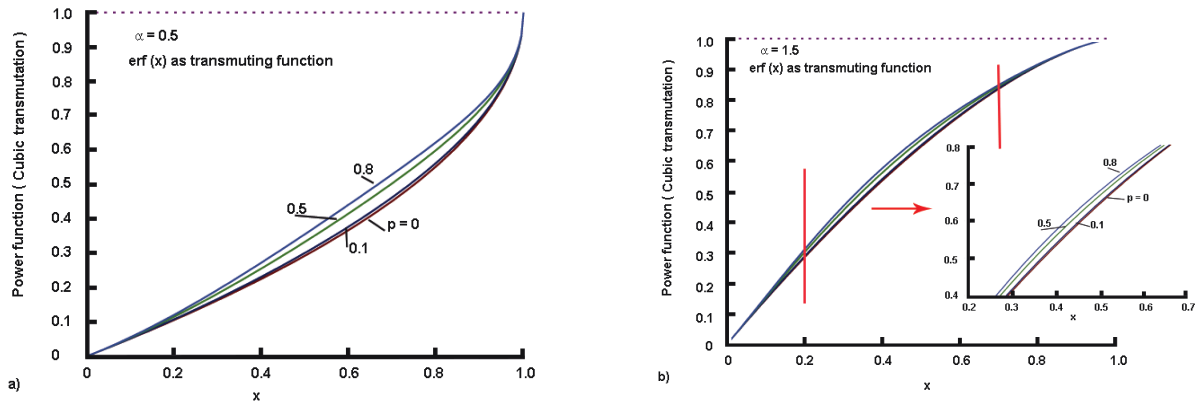 1.0
α = 0.5
0.9
erf (x) as transmuting function
0.8
0.7
0.6
0.5
0.4
0.3
0.2
0.1
0
Power function ( Cubic transmutation )
0.8
0.5
p = 0
0.1
0 0.2 0.4 0.6 0.8 1.0
x
a)
1.0
α = 1.5
0.9
erf (x) as transmuting function
0.8
0.7
0.6
0.5
0.4
0.3
0.2
0.1
0
Power function ( Cubic transmutation )
0 0.2 0.4 0.6 0.8 1.0
x
b)
0.8
0.7
0.6
0.5
0.4
0.8
p = 0
0.5
0.1
0.2 0.3 0.4 0.5 0.6 0.7
x